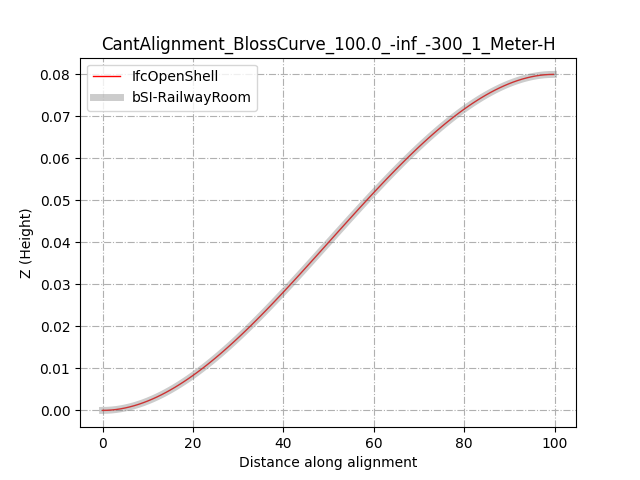 CantAlignment_BlossCurve_100.0_-inf_-300_1_Meter-H
IfcOpenShell
bSI-RailwayRoom
Z (Height)
0.08
0.07
0.06
0.05
0.04
0.03
0.02
0.01
0.00
0 20 40 60 80 100
Distance along alignment